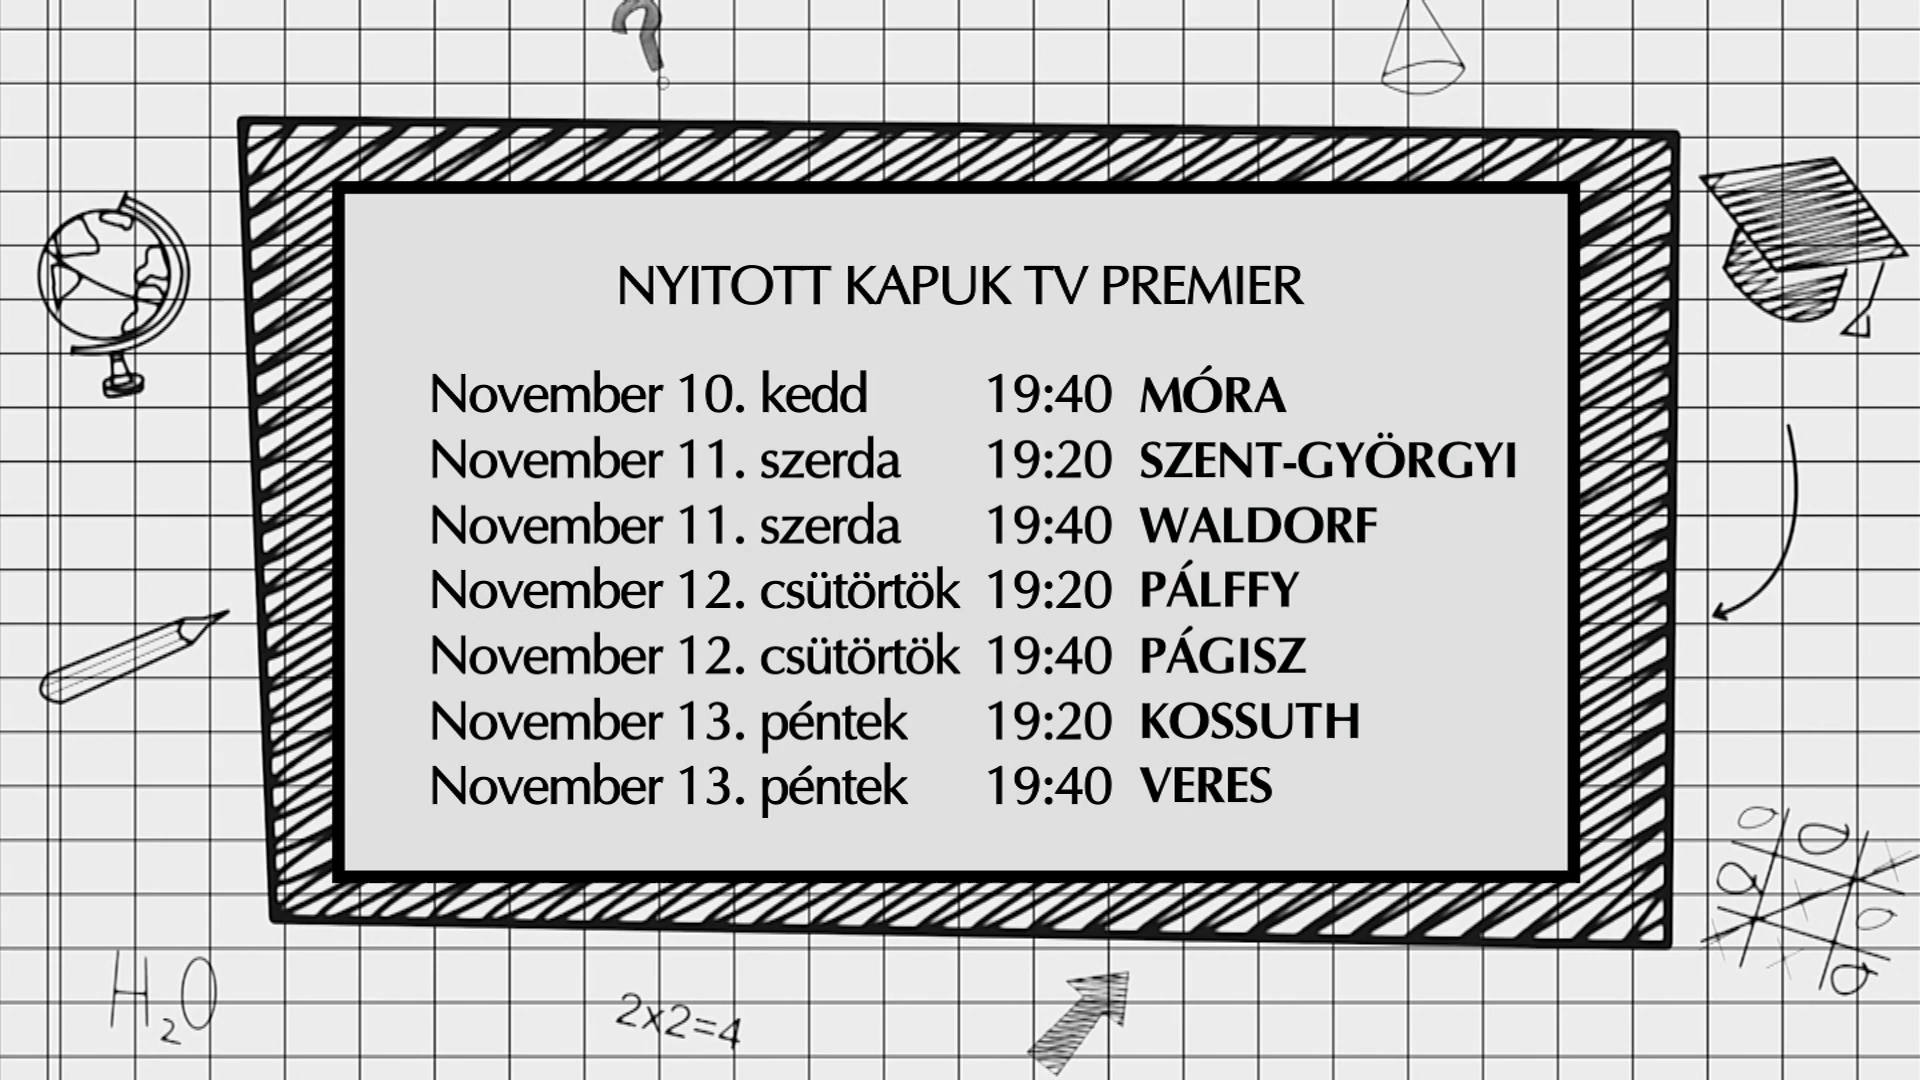 ?
NYITOTT KAPUK TV PREMIER
November 10. kedd 19:40 MÓRA
November 11. szerda 19:20 SZENT-GYÖRGYI
November 11. szerda 19:40 WALDORF
November 12. csütörtök 19:20 PÁLFFY
November 12. csütörtök 19:40 PÁGISZ
November 13. péntek 19:20 KOSSUTH
November 13. péntek 19:40 VERES
H₂O
2x2=4